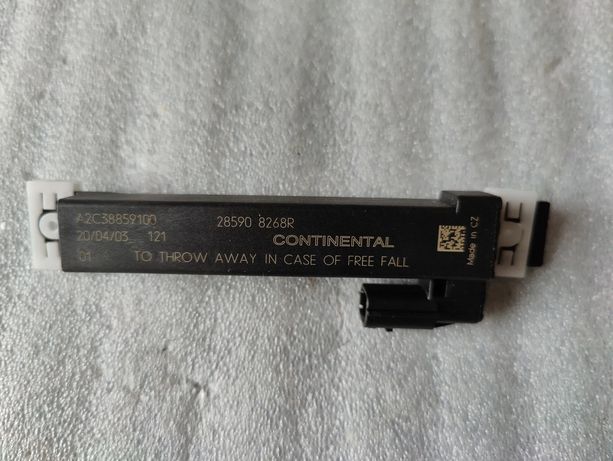 A2C38859100 28590 8268R
20/04/03 121 CONTINENTAL
01 TO THROW AWAY IN CASE OF FREE FALL
Made in CZ